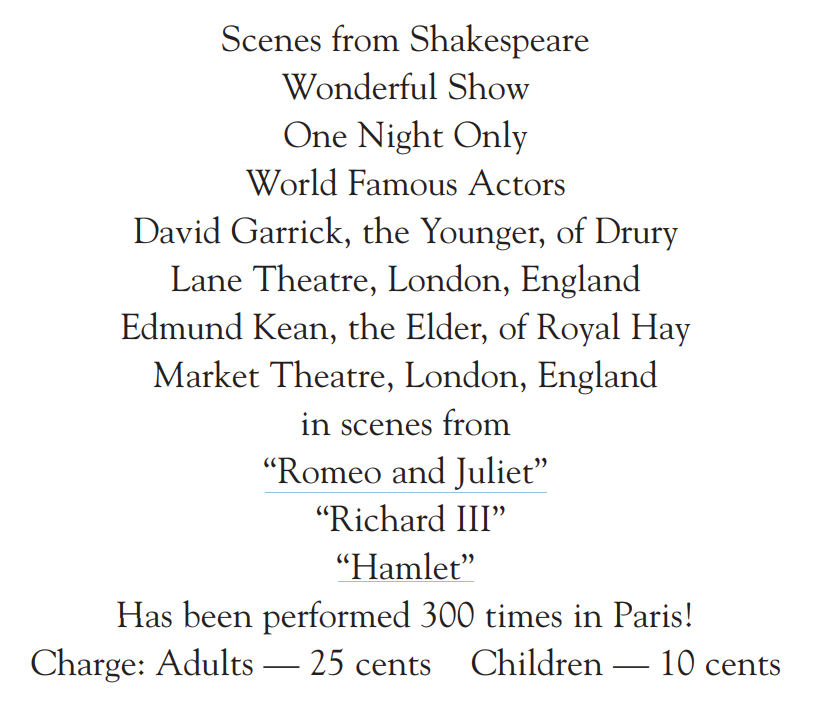 Scenes from Shakespeare
Wonderful Show
One Night Only
World Famous Actors
David Garrick, the Younger, of Drury
Lane Theatre, London, England
Edmund Kean, the Elder, of Royal Hay
Market Theatre, London, England
in scenes from
“Romeo and Juliet”
“Richard III”
“Hamlet”
Has been performed 300 times in Paris!
Charge: Adults — 25 cents Children — 10 cents